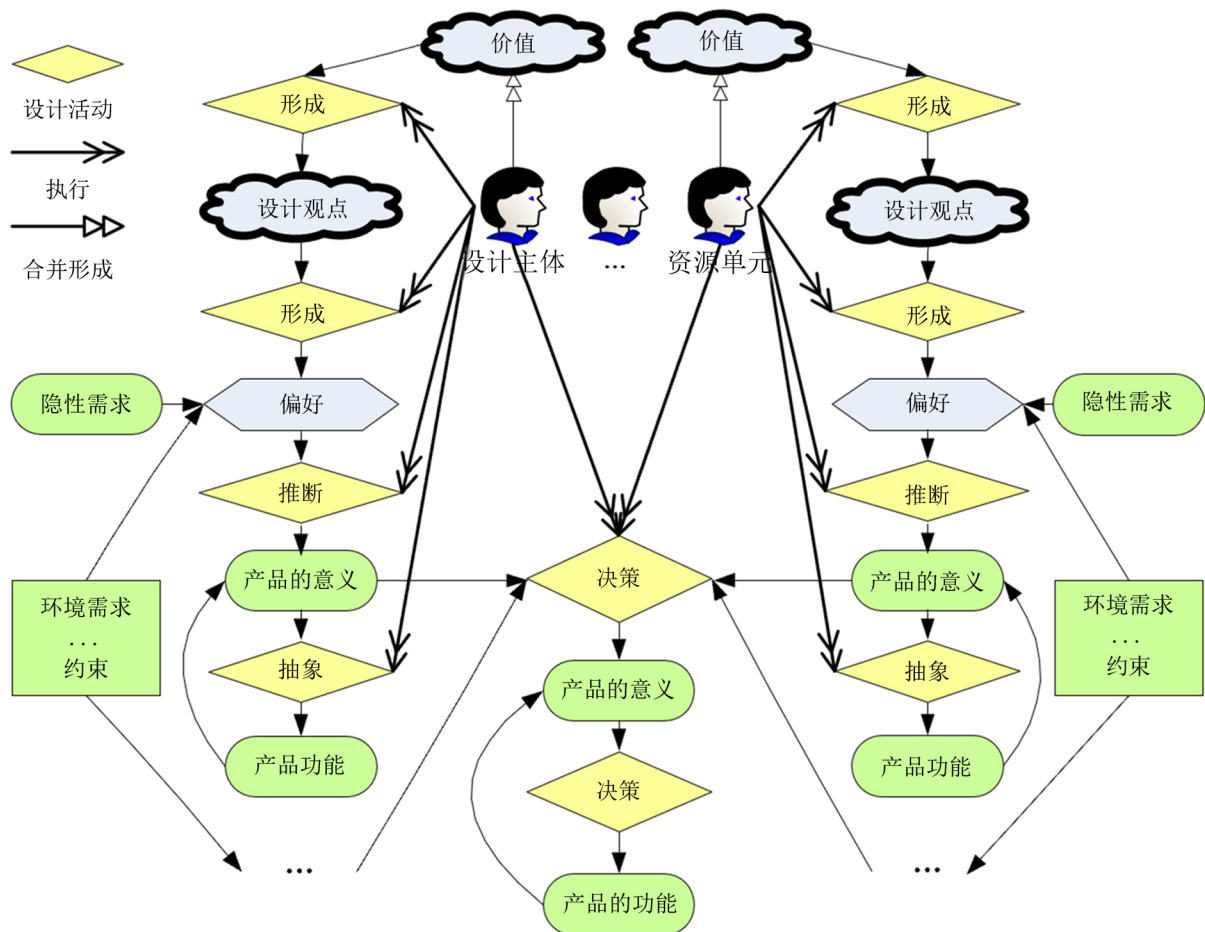 价值
价值
设计活动
执行
合并形成
形成
形成
设计观点
设计观点
设计主体
...
资源单元
形成
形成
隐性需求
偏好
偏好
隐性需求
推断
推断
产品的意义
决策
产品的意义
环境需求
...
约束
环境需求
...
约束
抽象
产品的意义
抽象
产品功能
决策
产品功能
...
...
产品的功能